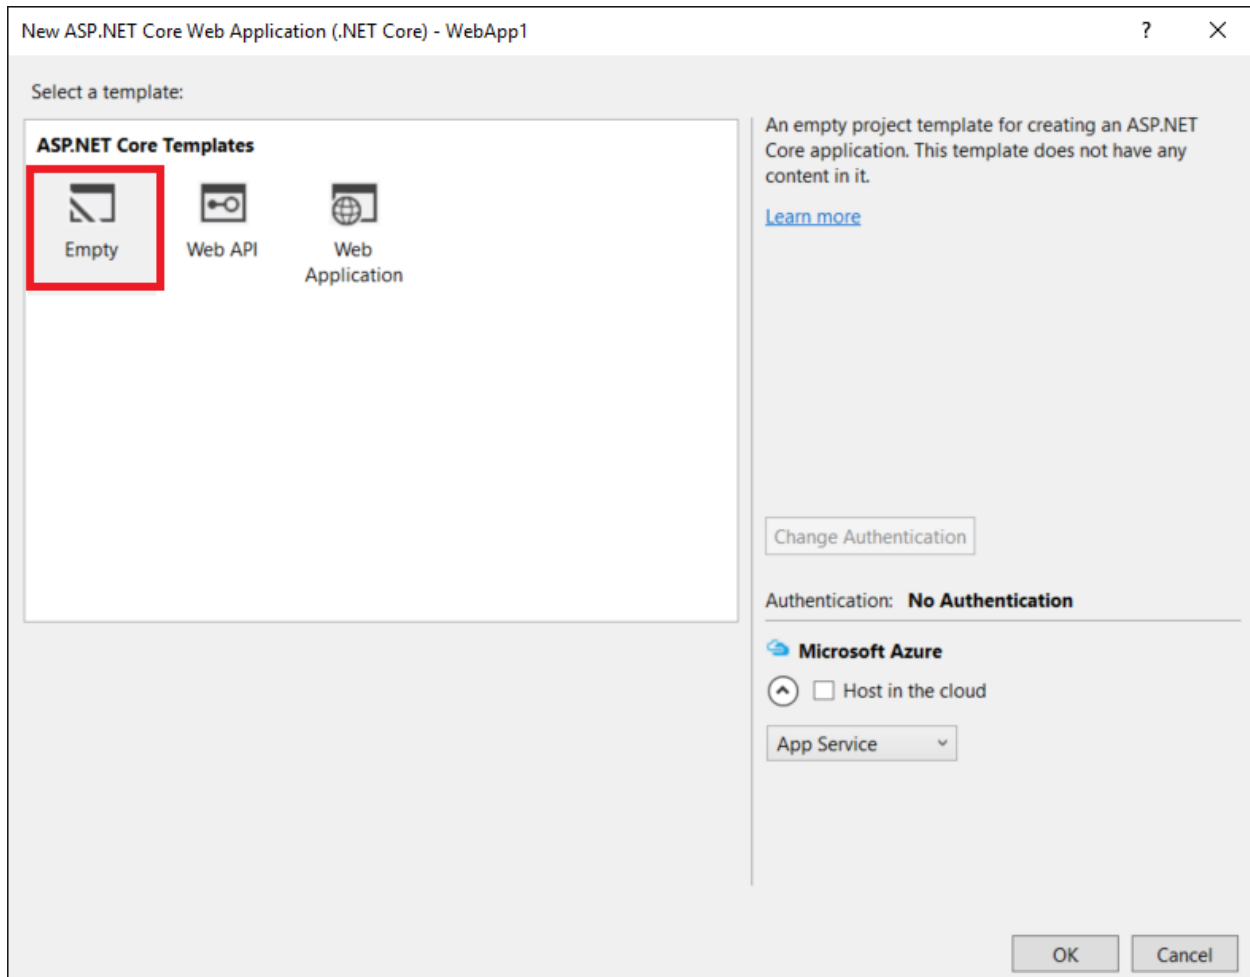 New ASP.NET Core Web Application (.NET Core) - WebApp1
?
Select a template:
ASP.NET Core Templates
Empty
Web API
Web
Application
An empty project template for creating an ASP.NET
Core application. This template does not have any
content in it.
Learn more
Change Authentication
Authentication: No Authentication
Microsoft Azure
Host in the cloud
App Service
OK
Cancel